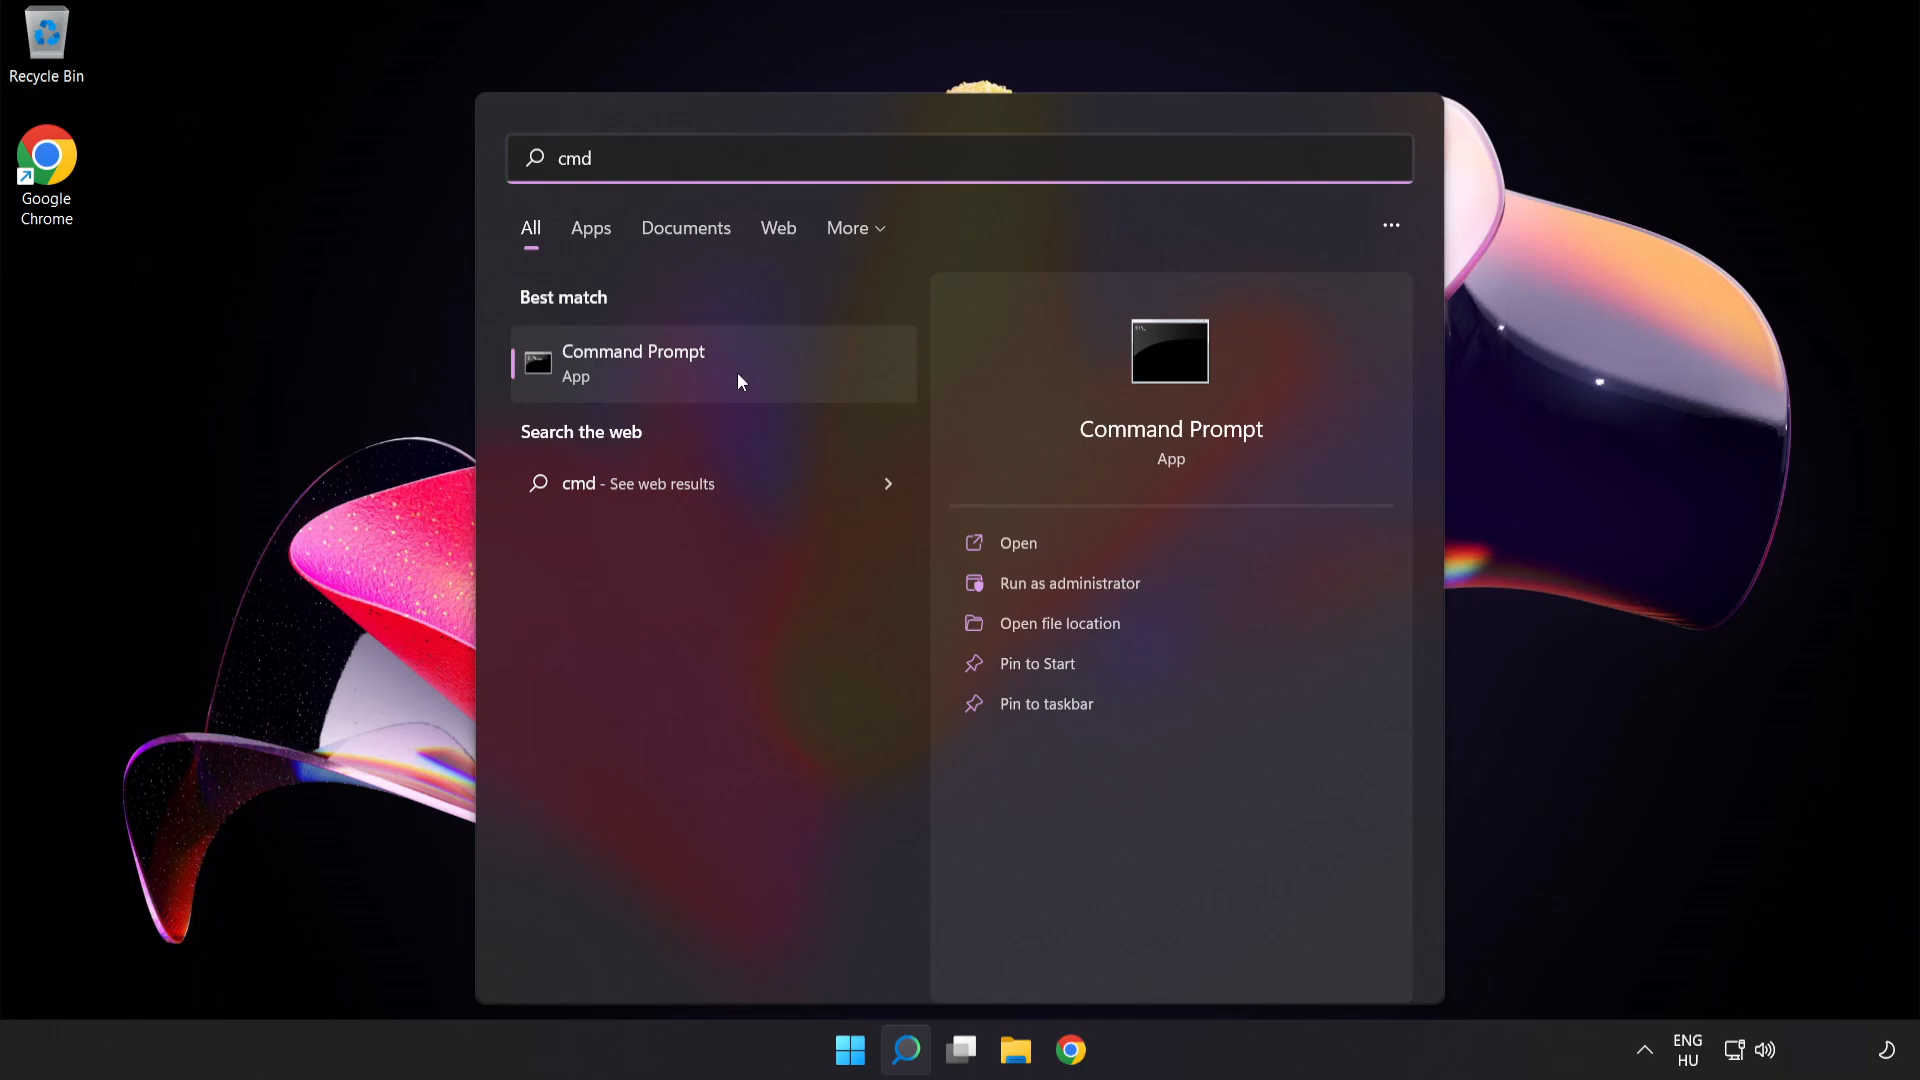 Recycle Bin
Google
Chrome
cmd
All Apps Documents Web More
Best match
Command Prompt
App
Search the web
cmd - See web results
Command Prompt
App
Open
Run as administrator
Open file location
Pin to Start
Pin to taskbar
ENG
HU